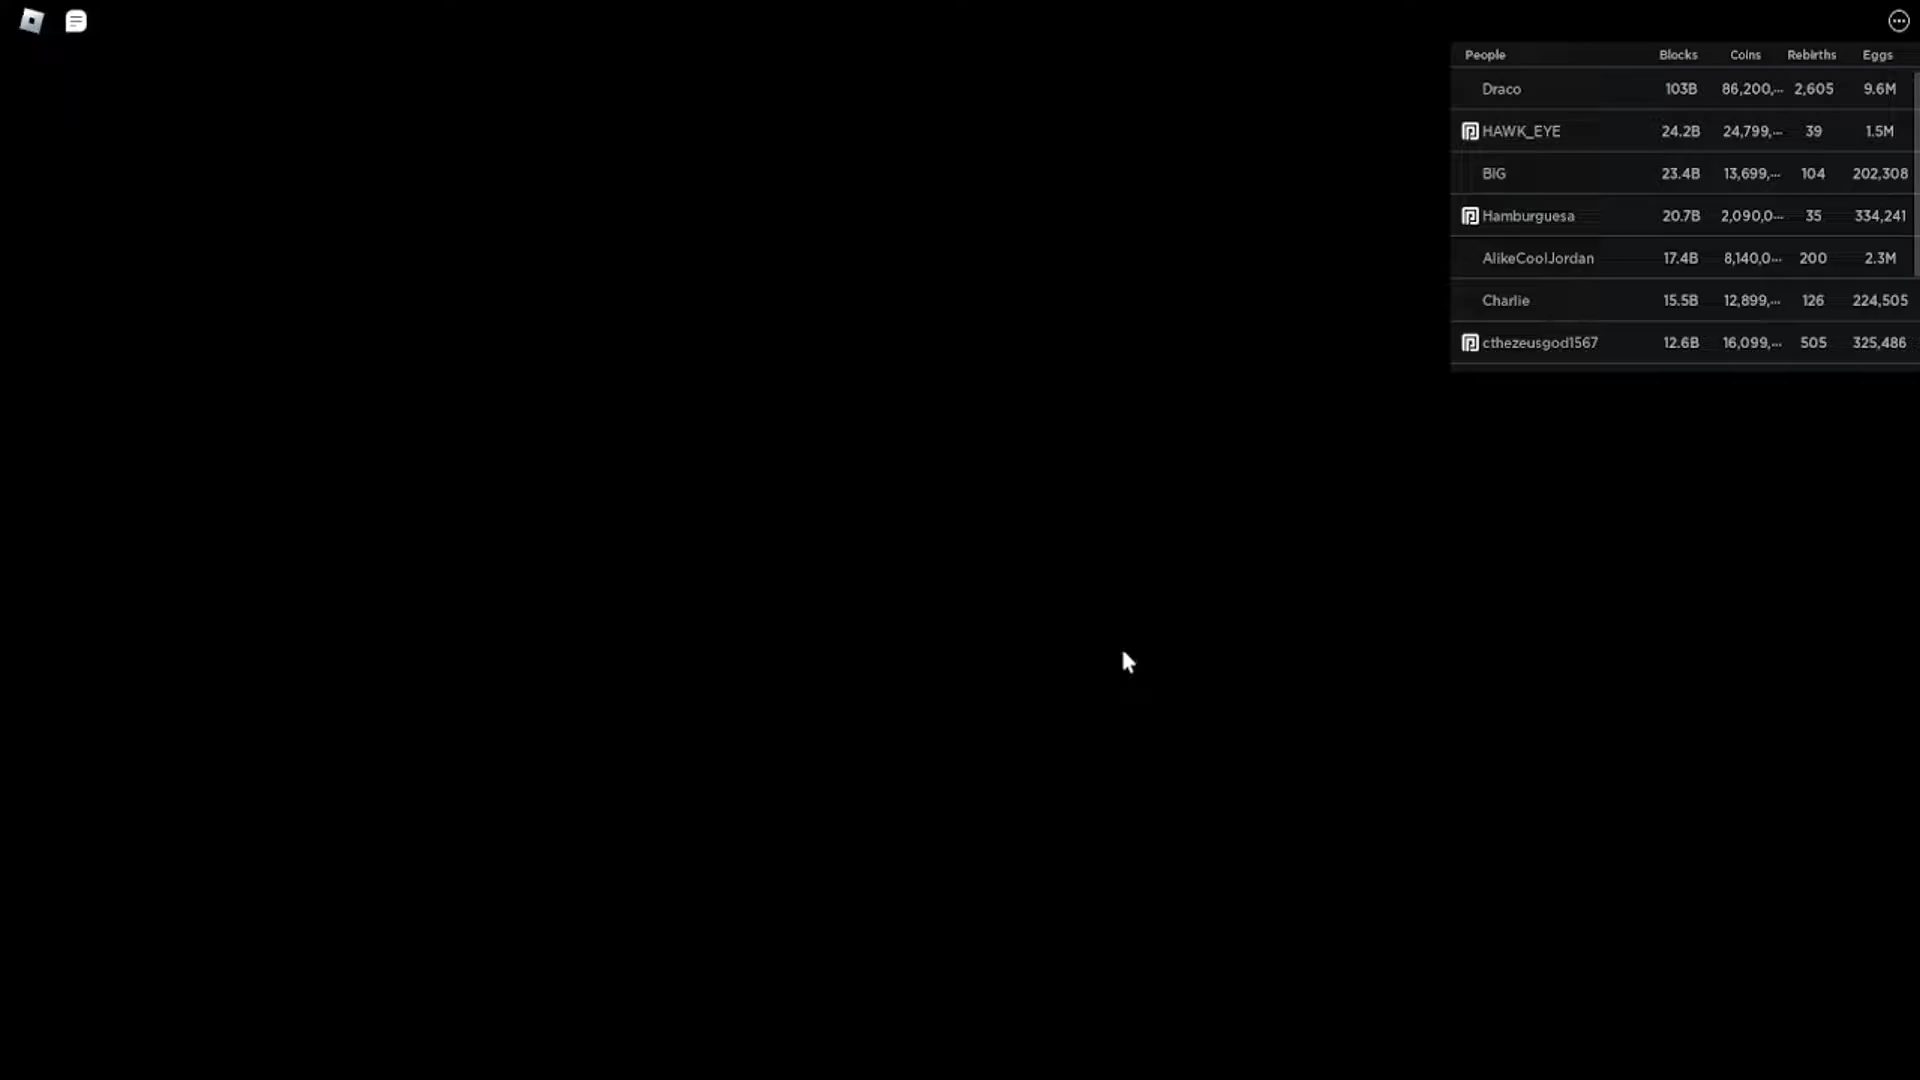 People Blocks Coins Rebirths Eggs
Draco 103B 86,200,... 2,605 9.6M
HAWK_EYE 24.2B 24,799,... 39 1.5M
BIG 23.4B 13,699,... 104 202,308
Hamburguesa 20.7B 2,090,0... 35 334,241
AlikeCoolJordan 17.4B 8,140,0... 200 2.3M
Charlie 15.5B 12,899,... 126 224,505
cthezeusgod1567 12.6B 16,099,... 505 325,486